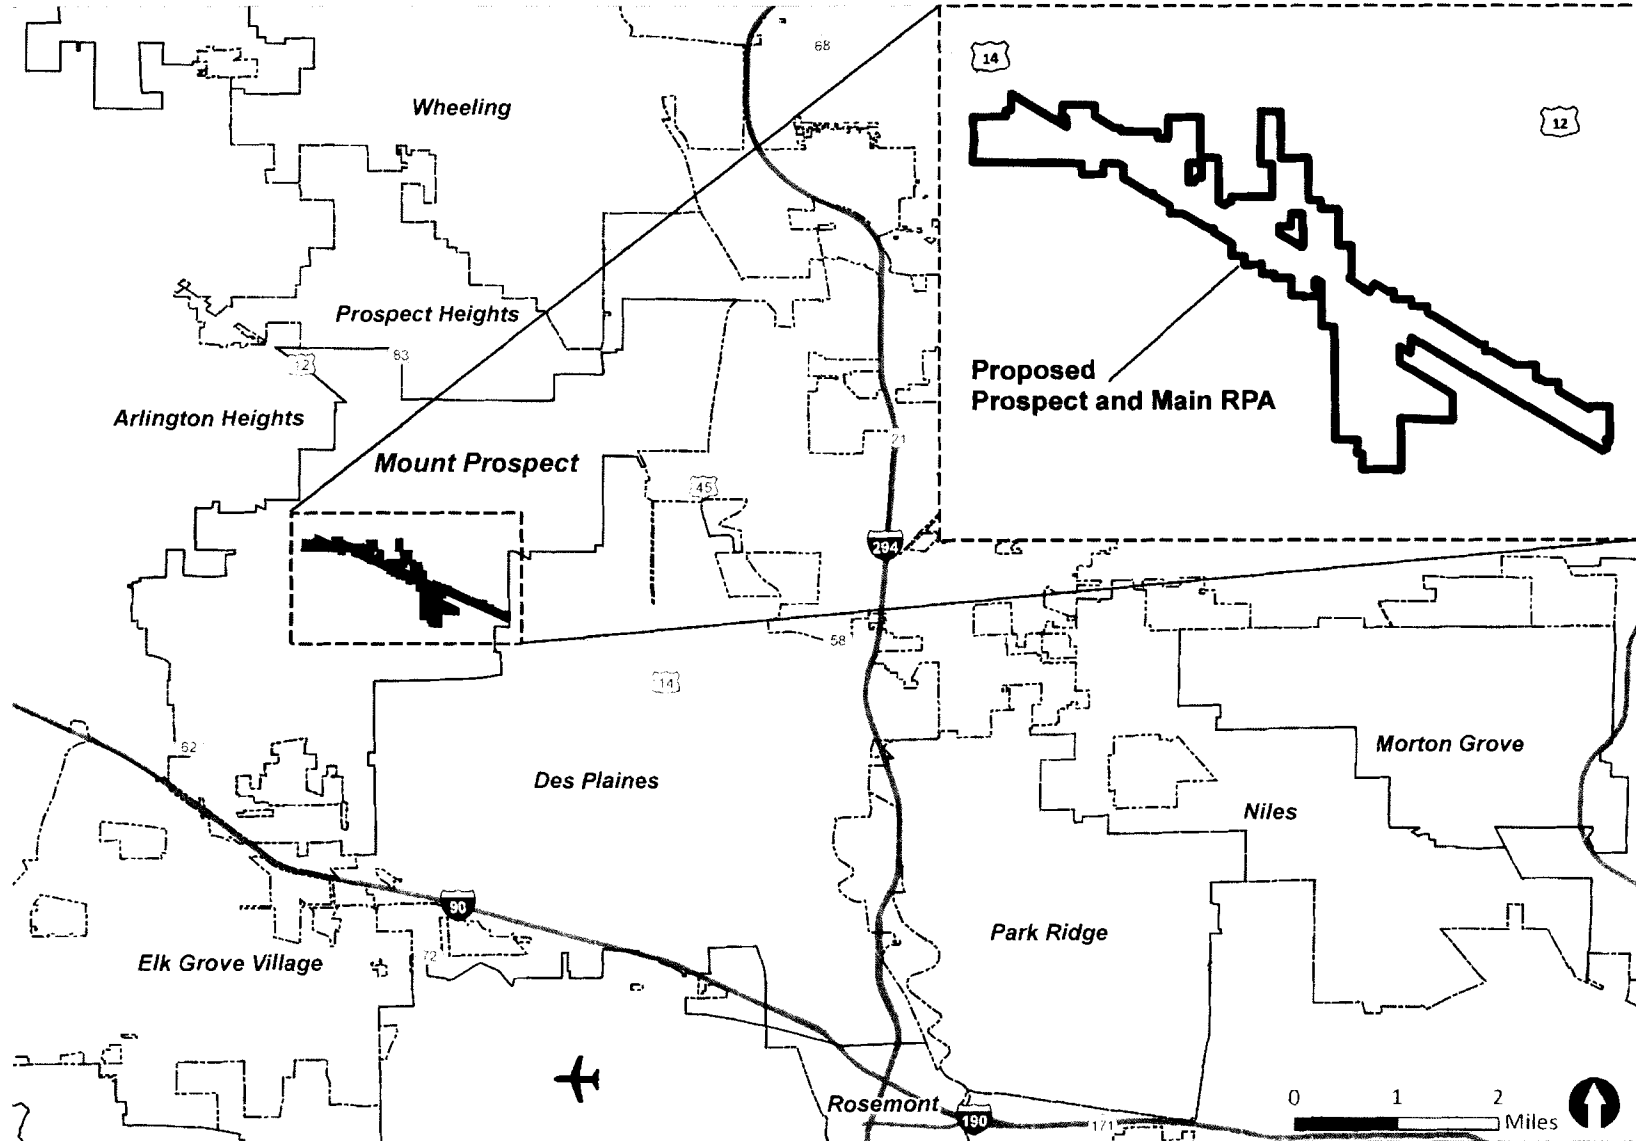 68
14
12
Wheeling
Prospect Heights
83
12
Proposed
Prospect and Main RPA
Arlington Heights
21
Mount Prospect
45
294
58
14
62
Morton Grove
Des Plaines
Niles
90
Park Ridge
72
Elk Grove Village
0 1 2
Miles
Rosemont
190
171